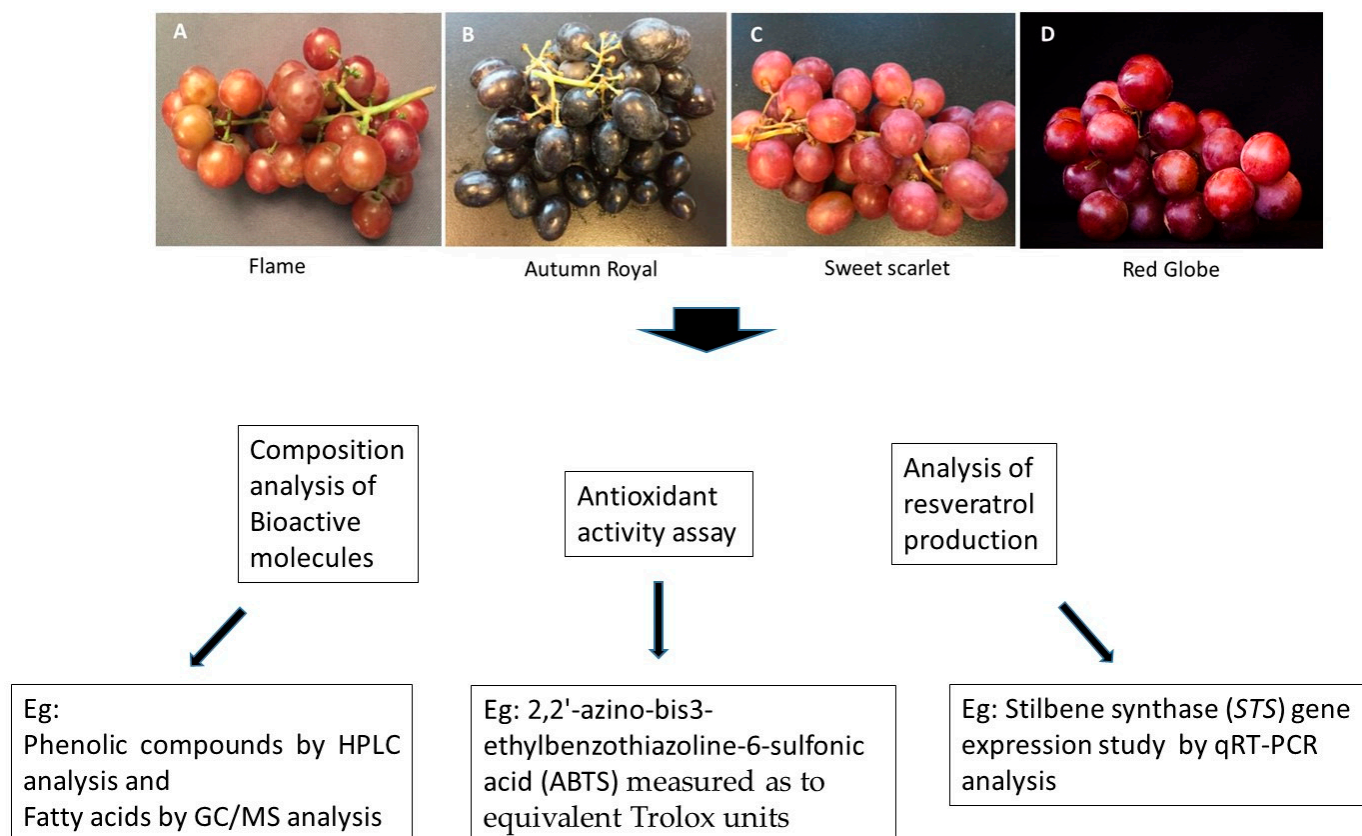 A
B
C
D
Flame
Autumn Royal
Sweet scarlet
Red Globe
Composition
analysis of
Bioactive
molecules
Antioxidant
activity assay
Analysis of
resveratrol
production
Eg:
Phenolic compounds by HPLC
analysis and
Fatty acids by GC/MS analysis
Eg: 2,2'-azino-bis3-
ethylbenzothiazoline-6-sulfonic
acid (ABTS) measured as to
equivalent Trolox units
Eg: Stilbene synthase (STS) gene
expression study by qRT-PCR
analysis